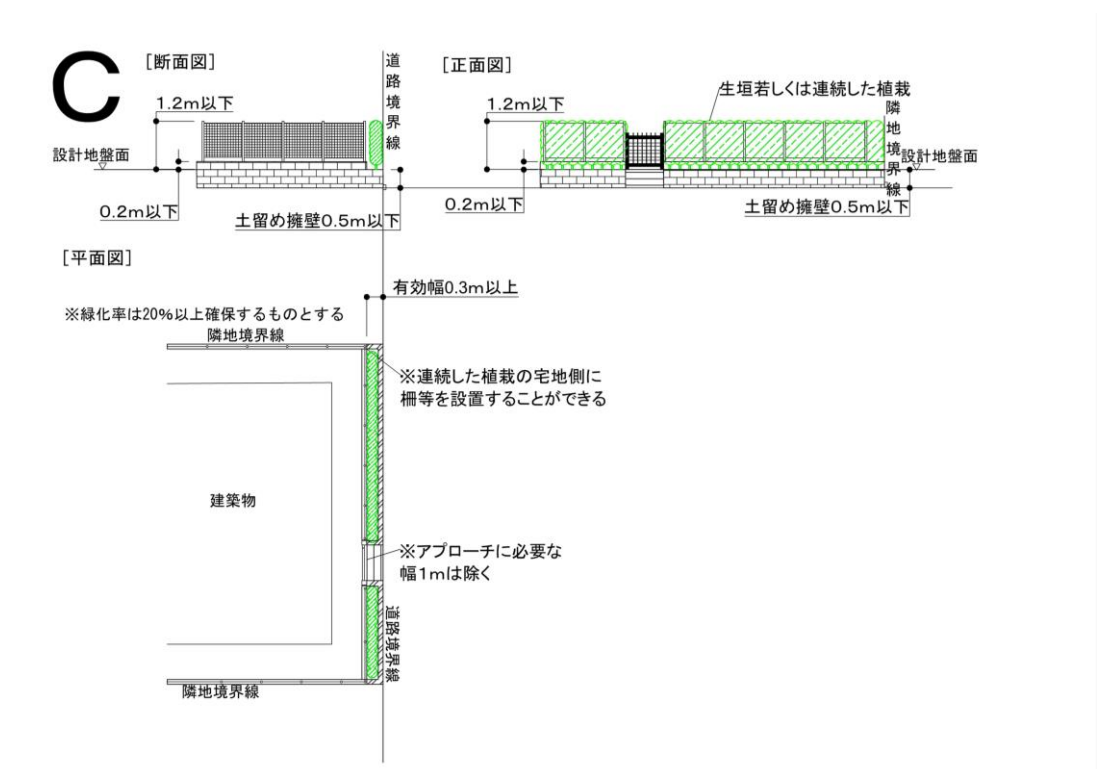 C
[断面図]
道路境界線
1.2m以下
設計地盤面
0.2m以下
土留め擁壁0.5m以下
[正面図]
生垣若しくは連続した植栽
1.2m以下
隣地境界線
設計地盤面
0.2m以下
土留め擁壁0.5m以下
[平面図]
有効幅0.3m以上
※緑化率は20%以上確保するものとする
隣地境界線
※連続した植栽の宅地側に
柵等を設置することができる
建築物
※アプローチに必要な
幅1mは除く
道路境界線
隣地境界線